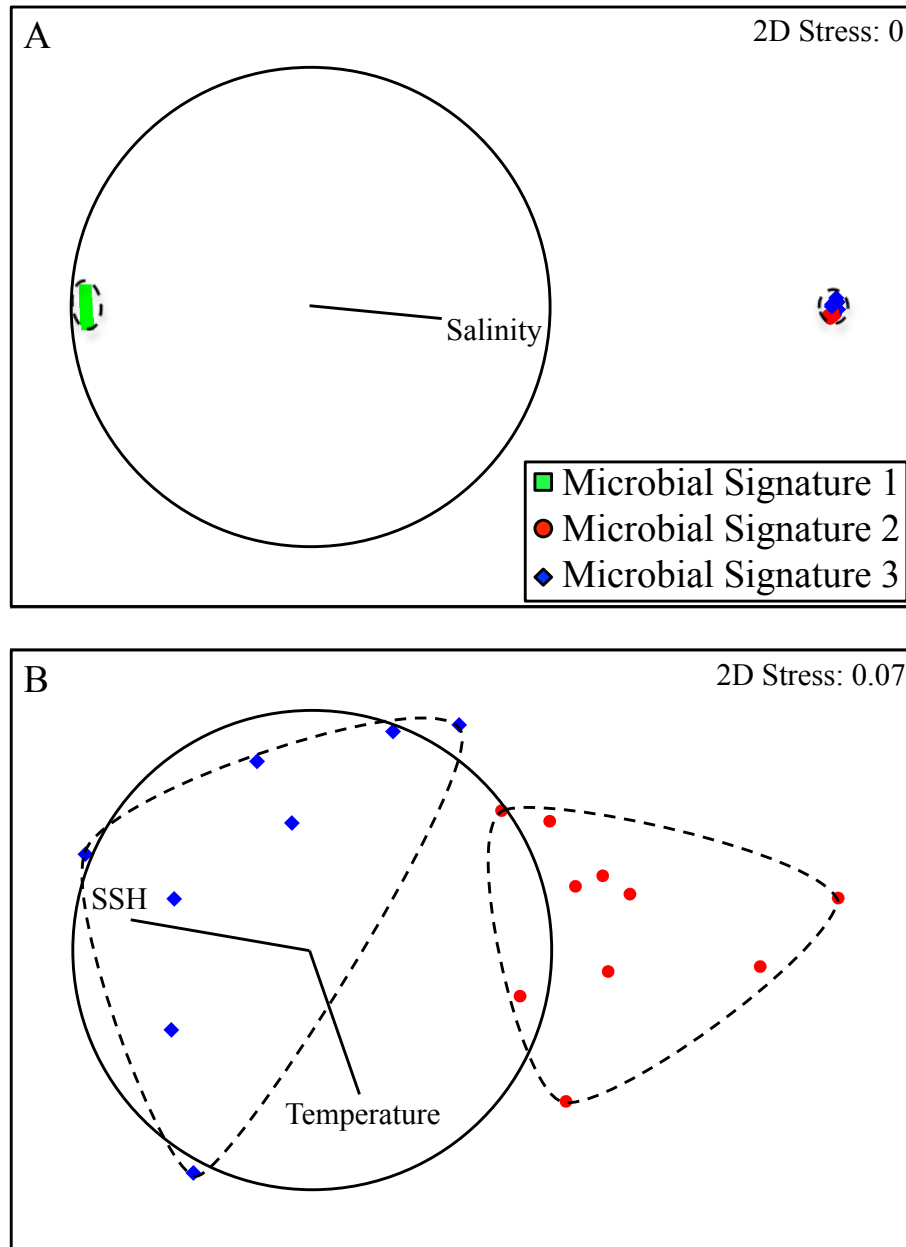 A
2D Stress: 0
Salinity
Microbial Signature 1
Microbial Signature 2
Microbial Signature 3
B
2D Stress: 0.07
SSH
Temperature